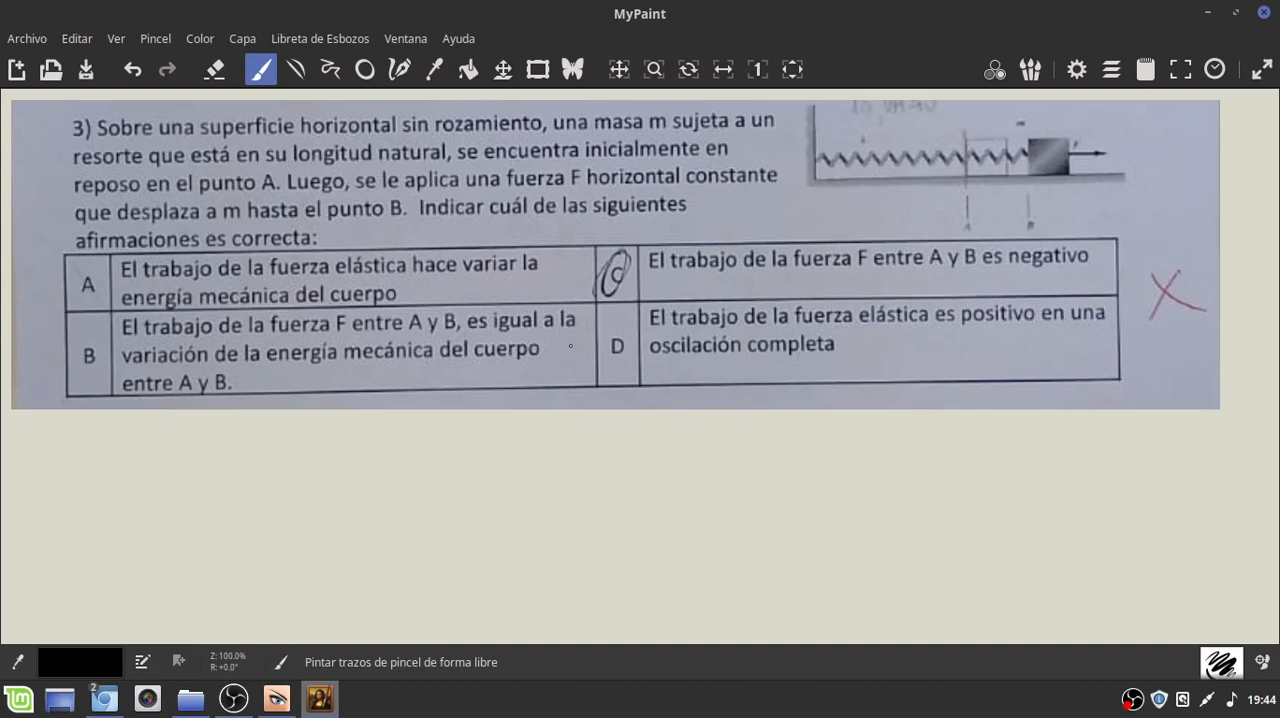 MyPaint
Archivo Editar Ver Pincel Color Capa Libreta de Esbozos Ventana Ayuda
3) Sobre una superficie horizontal sin rozamiento, una masa m sujeta a un
resorte que está en su longitud natural, se encuentra inicialmente en
reposo en el punto A. Luego, se le aplica una fuerza F horizontal constante
que desplaza a m hasta el punto B. Indicar cuál de las siguientes
afirmaciones es correcta:
A
El trabajo de la fuerza elástica hace variar la
energía mecánica del cuerpo
C
El trabajo de la fuerza F entre A y B es negativo
B
El trabajo de la fuerza F entre A y B, es igual a la
variación de la energía mecánica del cuerpo
entre A y B.
D
El trabajo de la fuerza elástica es positivo en una
oscilación completa
F
A B
Z: 100.0%
R: +0.0°
Pintar trazos de pincel de forma libre
2
19:44